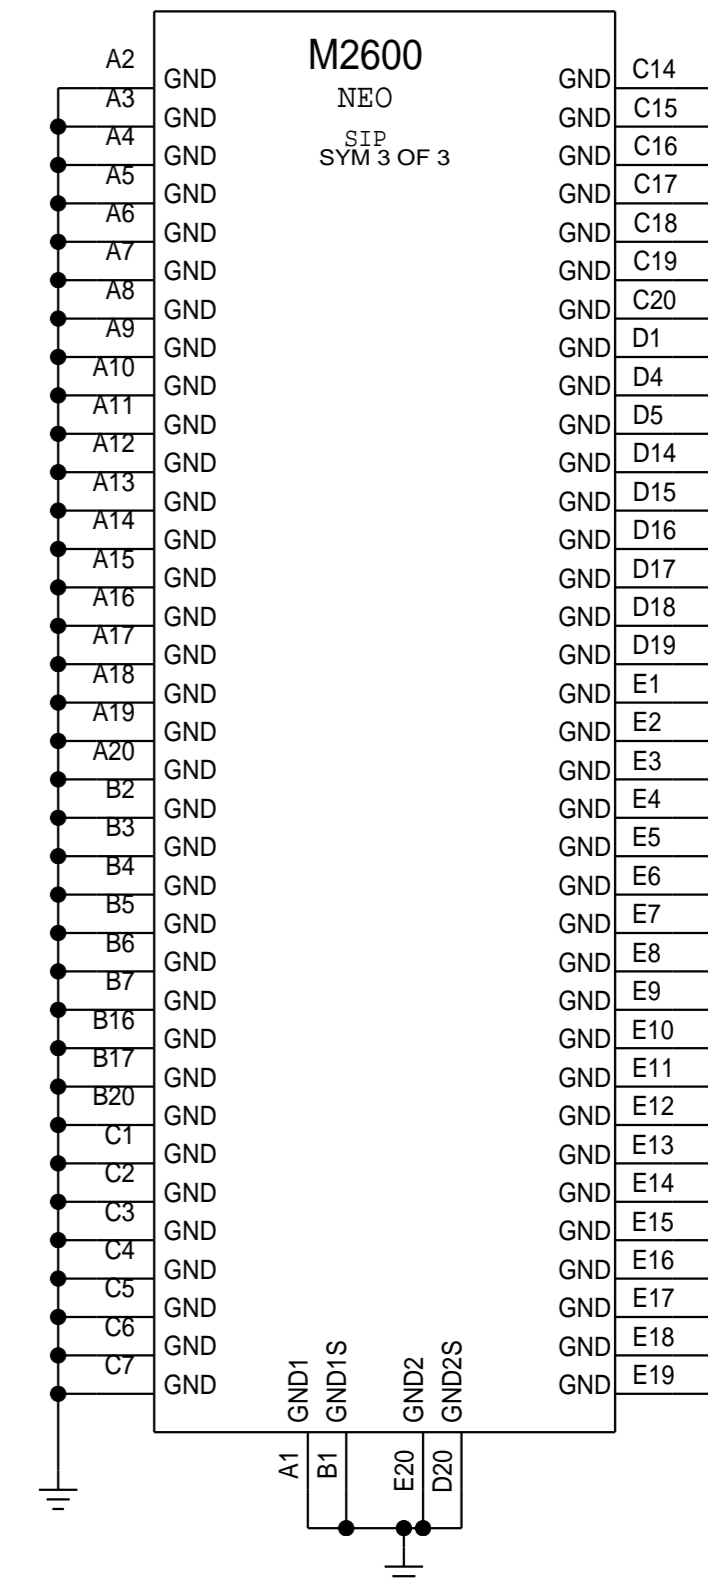 M2600
NEO
SIP
SYM 3 OF 3
A2 GND GND C14
A3 GND GND C15
A4 GND GND C16
A5 GND GND C17
A6 GND GND C18
A7 GND GND C19
A8 GND GND C20
A9 GND GND D1
A10 GND GND D4
A11 GND GND D5
A12 GND GND D14
A13 GND GND D15
A14 GND GND D16
A15 GND GND D17
A16 GND GND D18
A17 GND GND D19
A18 GND GND E1
A19 GND GND E2
A20 GND GND E3
B2 GND GND E4
B3 GND GND E5
B4 GND GND E6
B5 GND GND E7
B6 GND GND E8
B7 GND GND E9
B16 GND GND E10
B17 GND GND E11
B20 GND GND E12
C1 GND GND E13
C2 GND GND E14
C3 GND GND E15
C4 GND GND E16
C5 GND GND E17
C6 GND GND E18
C7 GND GND E19
GND1 GND1S GND2 GND2S
A1 B1 E20 D20